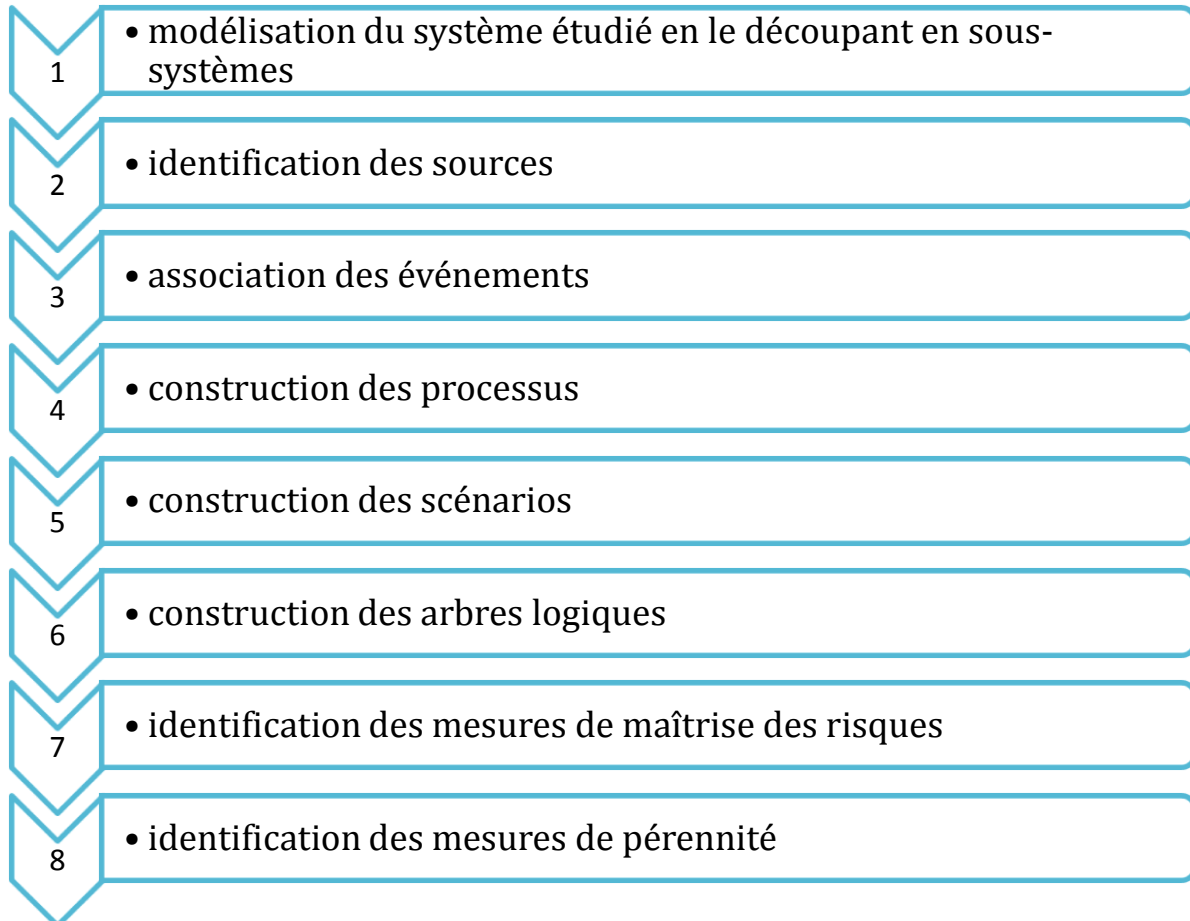 1
• modélisation du système étudié en le découpant en sous-
systèmes
2
• identification des sources
3
• association des événements
4
• construction des processus
5
• construction des scénarios
6
• construction des arbres logiques
7
• identification des mesures de maîtrise des risques
8
• identification des mesures de pérennité